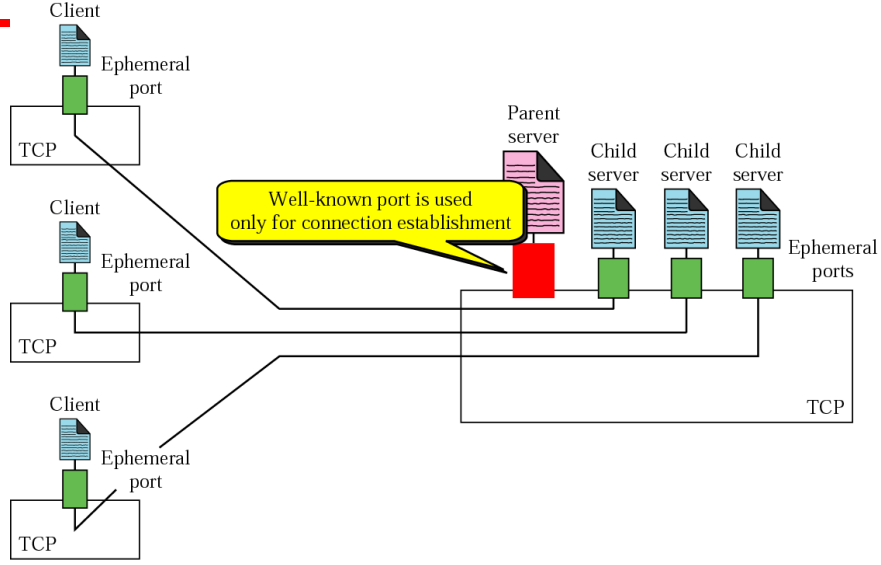 Client
Ephemeral
port
TCP
Parent
server
Child
server
Child
server
Child
server
Well-known port is used
only for connection establishment
Client
Ephemeral
port
TCP
Ephemeral
ports
TCP
Client
Ephemeral
port
TCP